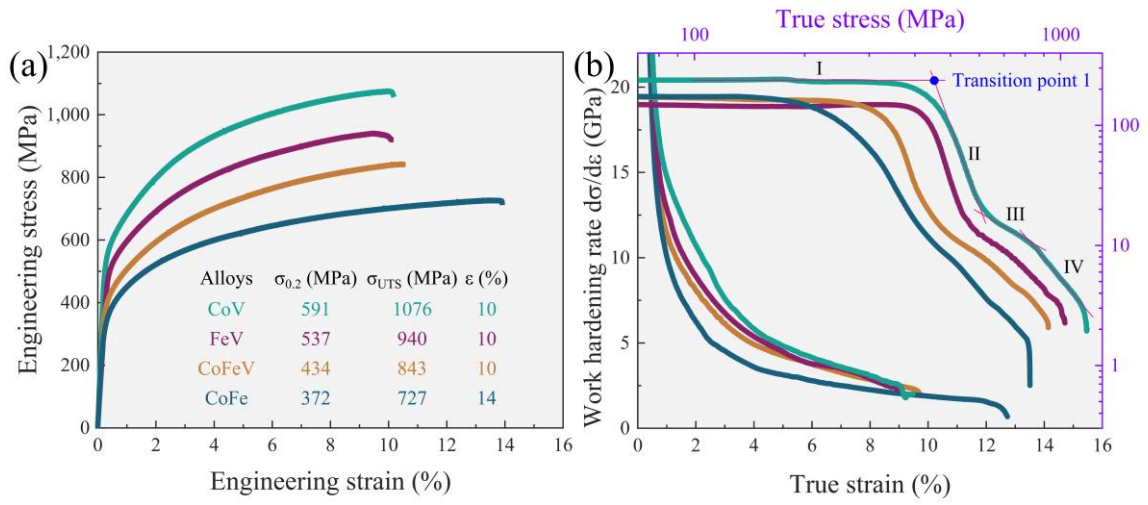 (a)
1,200
1,000
800
600
400
200
0
Engineering stress (MPa)
Alloys σ0.2 (MPa) σUTS (MPa) ε (%)
CoV 591 1076 10
FeV 537 940 10
CoFeV 434 843 10
CoFe 372 727 14
0 2 4 6 8 10 12 14 16
Engineering strain (%)
True stress (MPa)
100 1000
(b)
I
Transition point 1
II
III
IV
20
15
10
5
0
Work hardening rate dσ/dε (GPa)
100
10
1
0 2 4 6 8 10 12 14 16
True strain (%)